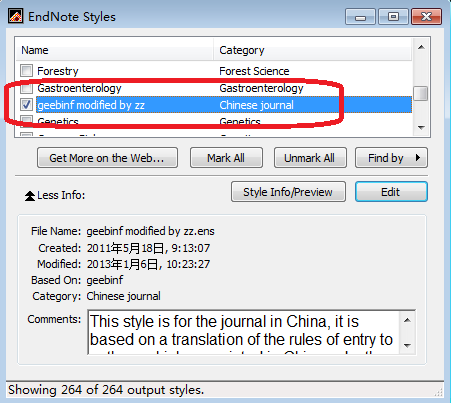 EndNote Styles
Name Category
Forestry Forest Science
Gastroenterology Gastroenterology
geebinf modified by zz Chinese journal
Genetics Genetics
Get More on the Web... Mark All Unmark All Find by
Less Info: Style Info/Preview Edit
File Name: geebinf modified by zz.ens
Created: 2011年5月18日, 9:13:07
Modified: 2013年1月6日, 10:23:27
Based On: geebinf
Category: Chinese journal
Comments: This style is for the journal in China, it is
based on a translation of the rules of entry to
Showing 264 of 264 output styles.